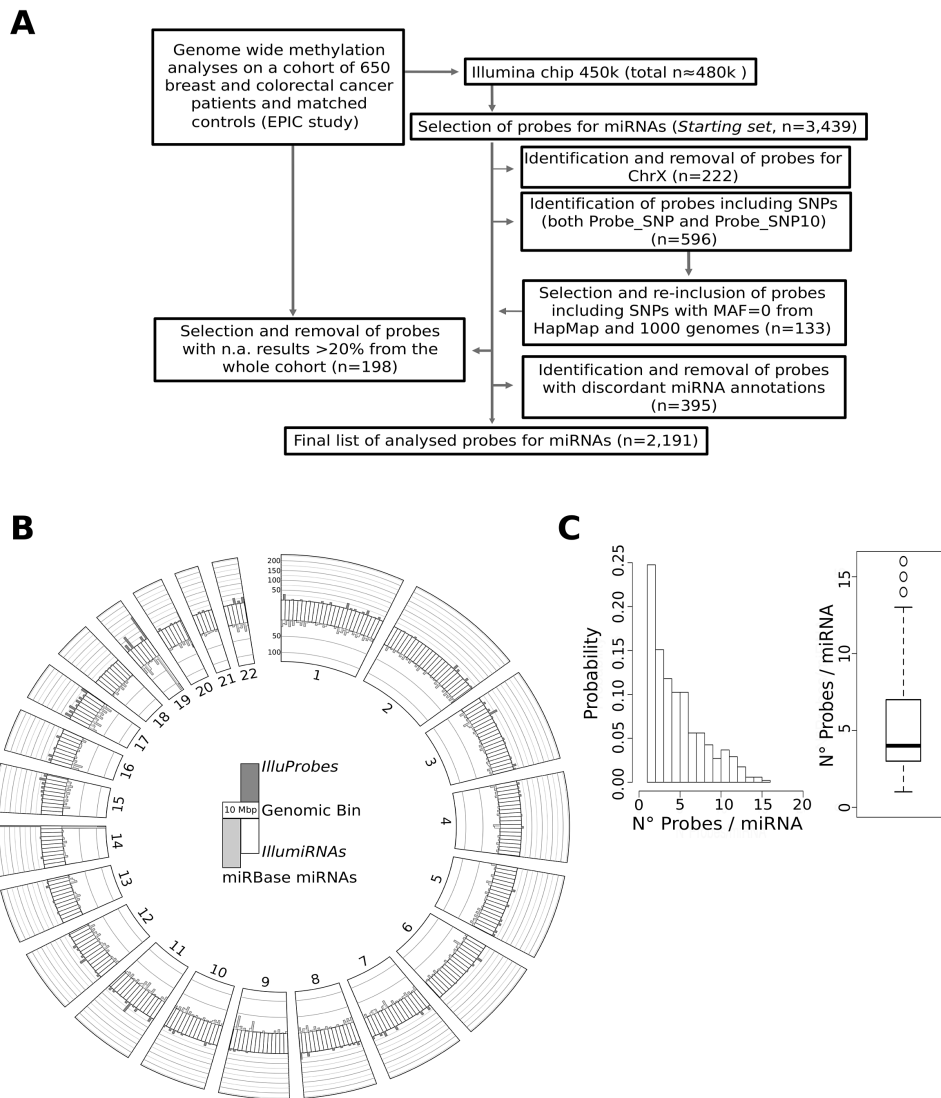 A
Genome wide methylation
analyses on a cohort of 650
breast and colorectal cancer
patients and matched
controls (EPIC study)
Illumina chip 450k (total n≈480k )
Selection of probes for miRNAs (Starting set, n=3,439)
Identification and removal of probes for
ChrX (n=222)
Identification of probes including SNPs
(both Probe_SNP and Probe_SNP10)
(n=596)
Selection and re-inclusion of probes
including SNPs with MAF=0 from
HapMap and 1000 genomes (n=133)
Selection and removal of probes
with n.a. results >20% from the
whole cohort (n=198)
Identification and removal of probes
with discordant miRNA annotations
(n=395)
Final list of analysed probes for miRNAs (n=2,191)
B
200
150
100
50
50
100
1
2
3
4
5
6
7
8
9
10
11
12
13
14
15
16
17
18
19
20
21
22
IlluProbes
10 Mbp
Genomic Bin
IllumiRNAs
miRBase miRNAs
C
Probability
0.25
0.20
0.15
0.10
0.05
0.00
0
5
10
15
20
N° Probes / miRNA
N° Probes / miRNA
15
10
5
0